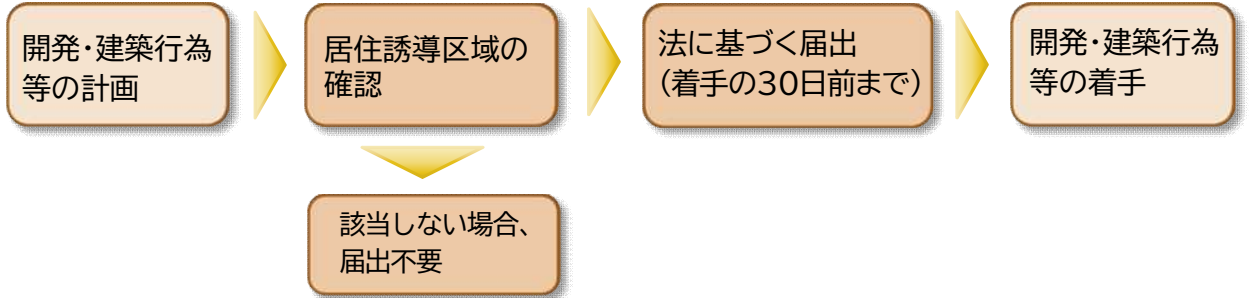 開発・建築行為
等の計画
居住誘導区域の
確認
法に基づく届出
(着手の30日前まで)
開発・建築行為
等の着手
該当しない場合、
届出不要